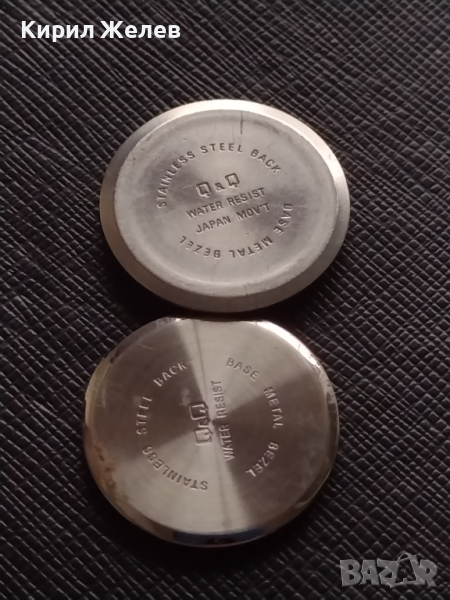 Кирил Желев
STAINLESS STEEL BACK
Q&Q
WATER RESIST
JAPAN MOV'T
BASE METAL BEZEL
STAINLESS STEEL BACK
BASE METAL BEZEL
Q&Q
WATER RESIST
BAZAR